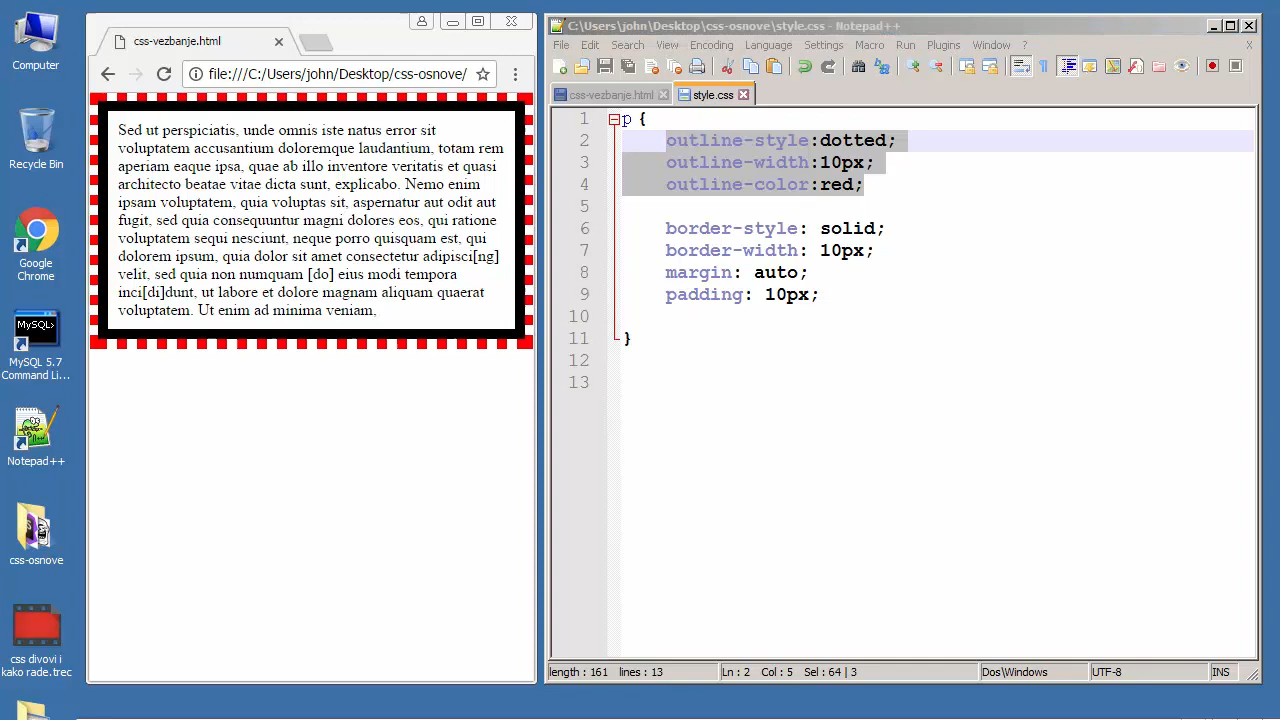 Computer
Recycle Bin
Google
Chrome
MySQL>
MySQL 5.7
Command Li...
Notepad++
css-osnove
css divovi i
kako rade.trec
css-vezbanje.html
file:///C:/Users/john/Desktop/css-osnove/
Sed ut perspiciatis, unde omnis iste natus error sit
voluptatem accusantium doloremque laudantium, totam rem
aperiam eaque ipsa, quae ab illo inventore veritatis et quasi
architecto beatae vitae dicta sunt, explicabo. Nemo enim
ipsam voluptatem, quia voluptas sit, aspernatur aut odit aut
fugit, sed quia consequuntur magni dolores eos, qui ratione
voluptatem sequi nesciunt, neque porro quisquam est, qui
dolorem ipsum, quia dolor sit amet consectetur adipisci[ng]
velit, sed quia non numquam [do] eius modi tempora
inci[di]dunt, ut labore et dolore magnam aliquam quaerat
voluptatem. Ut enim ad minima veniam,
C:\Users\john\Desktop\css-osnove\style.css - Notepad++
File Edit Search View Encoding Language Settings Macro Run Plugins Window ? X
css-vezbanje.html style.css
1 p {
2 outline-style:dotted;
3 outline-width:10px;
4 outline-color:red;
5
6 border-style: solid;
7 border-width: 10px;
8 margin: auto;
9 padding: 10px;
10
11 }
12
13
length : 161 lines : 13 Ln : 2 Col : 5 Sel : 64 | 3 Dos\Windows UTF-8 INS